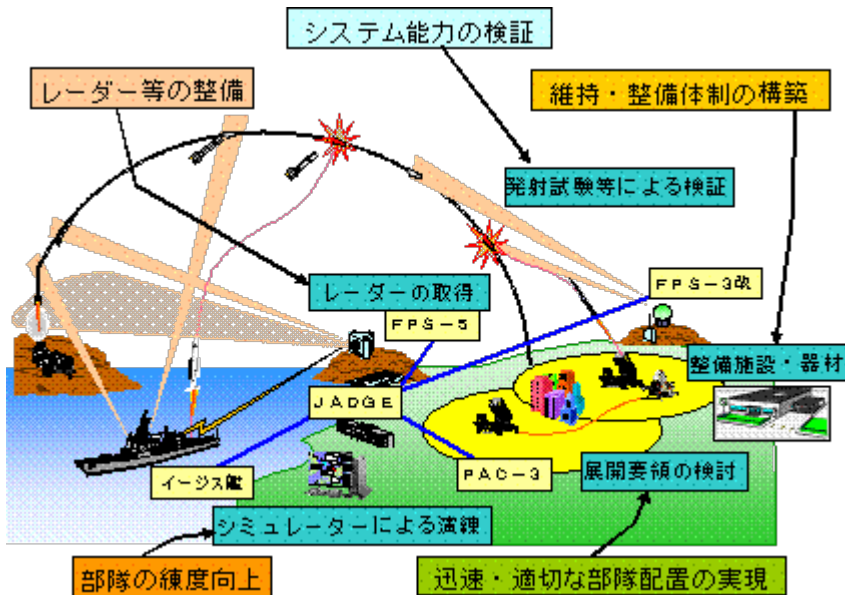 システム能力の検証
レーダー等の整備
維持・整備体制の構築
発射試験等による検証
レーダーの取得
FPS-3改
FPS-5
整備施設・器材
JADGE
イージス艦
PAC-3
展開要領の検討
シミュレーターによる演練
部隊の練度向上
迅速・適切な部隊配置の実現